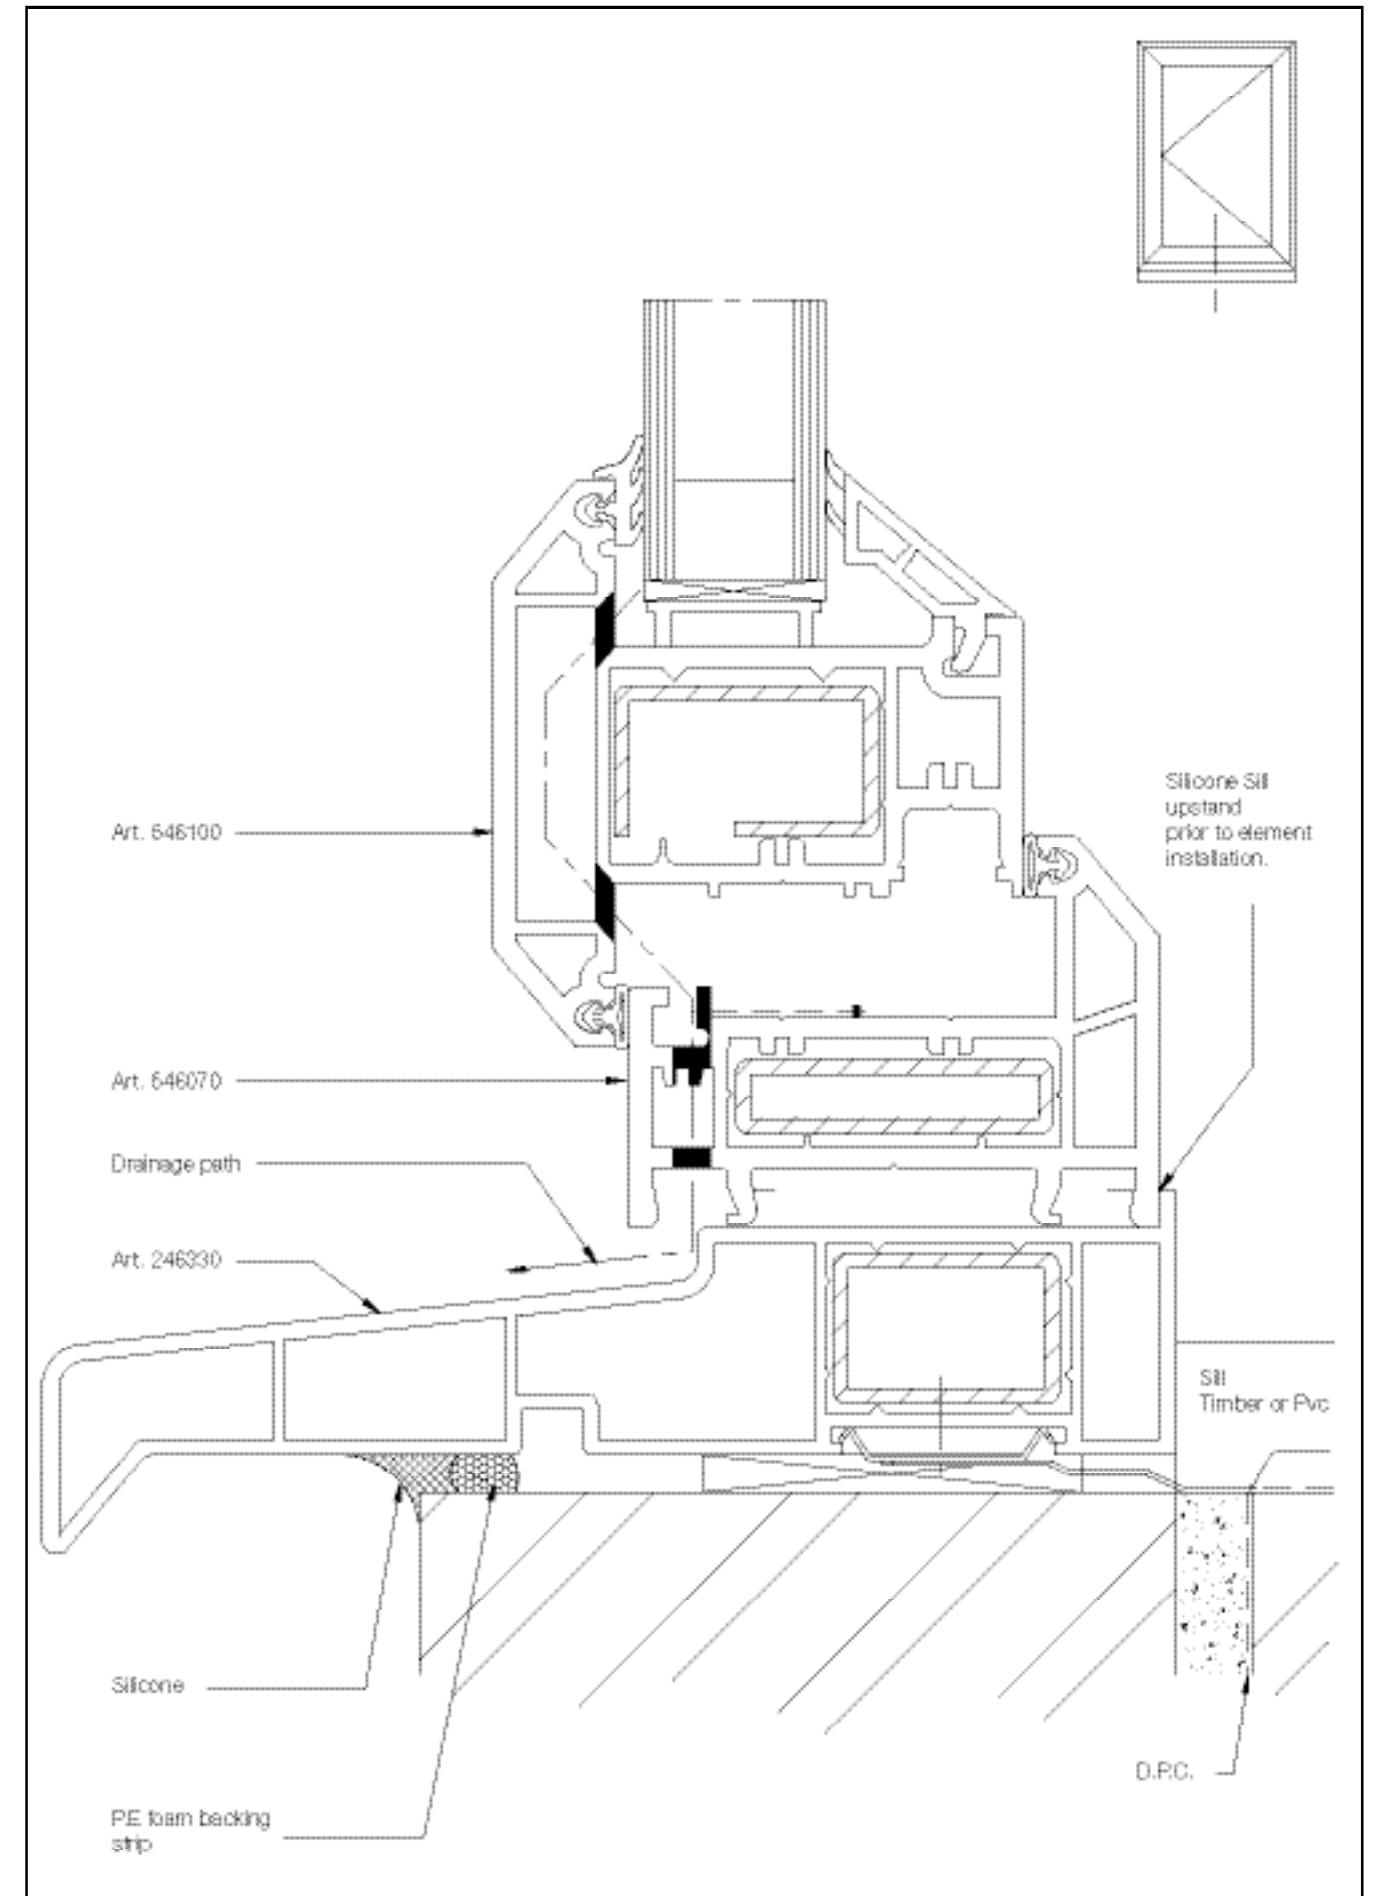 Silicone Sill
upstand
prior to element
installation.
Art. 546100
Art. 546070
Drainage path
Art. 246330
Sill
Timber or Pvc
Silicone
D.P.C.
P.E foam backing
strip